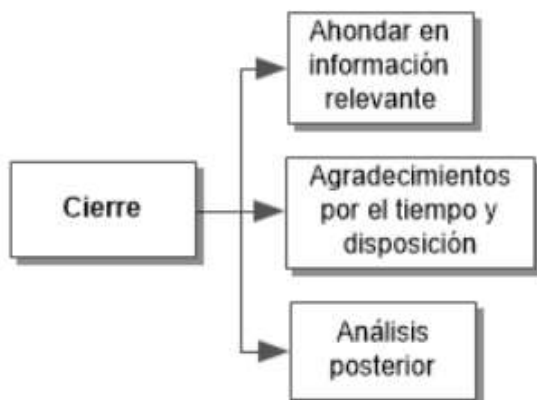 Ahondar en
información
relevante
Cierre
Agradecimientos
por el tiempo y
disposición
Análisis
posterior